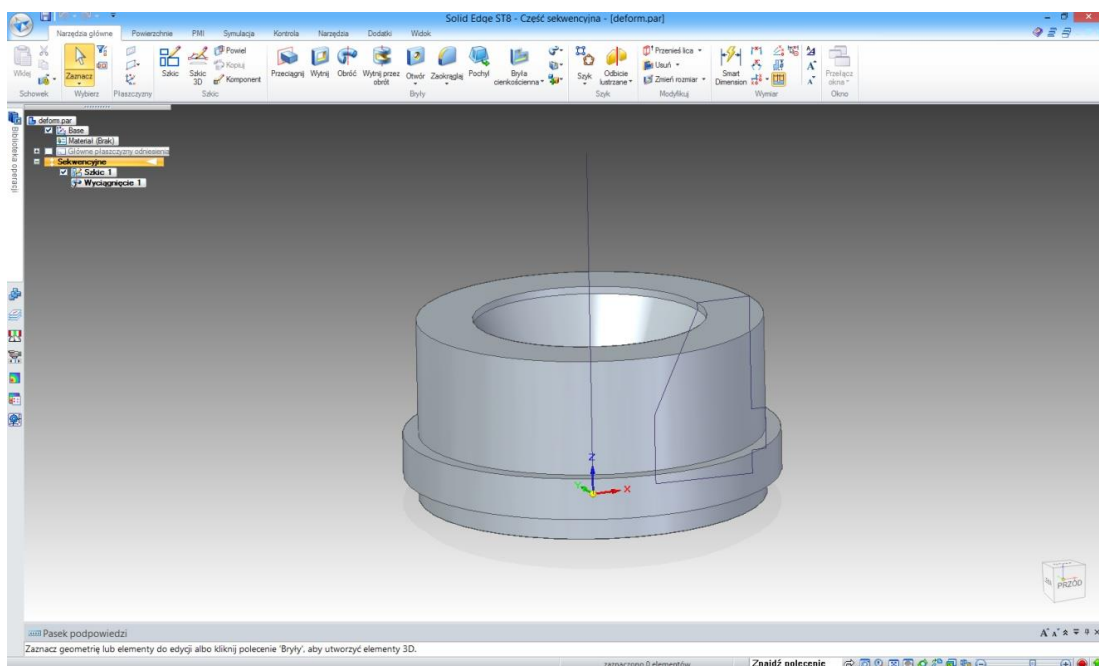 Solid Edge ST8 - Część sekwencyjna - [deform.par]
Narzędzia główne Powierzchnie PMI Symulacja Kontrola Narzędzia Dodatki Widok
Wklej
Zaznacz
Szkic
Szkic 3D
Powiel
Kopiuj
Komponent
Przeciągnij
Wytnij
Obróć
Wytnij przez obrót
Otwór
Zaokrąglaj
Pochyl
Bryła cienkościenna
Szyk
Odbicie lustrzane
Przenieś lica
Usuń
Zmień rozmiar
Smart Dimension
Przełącz okna
Schowek Wybierz Płaszczyzny Szkic Bryły Szyk Modyfikuj Wymiar Okno
Biblioteka operacji
deform.par
Base
Materiał (Brak)
Główne płaszczyzny odniesienia
Sekwencyjne
Szkic 1
Wyciągnięcie 1
Z
Y
X
PRZÓD
Pasek podpowiedzi
Zaznacz geometrię lub elementy do edycji albo kliknij polecenie 'Bryły', aby utworzyć elementy 3D.
zaznaczono 0 elementów
Znajdź polecenie